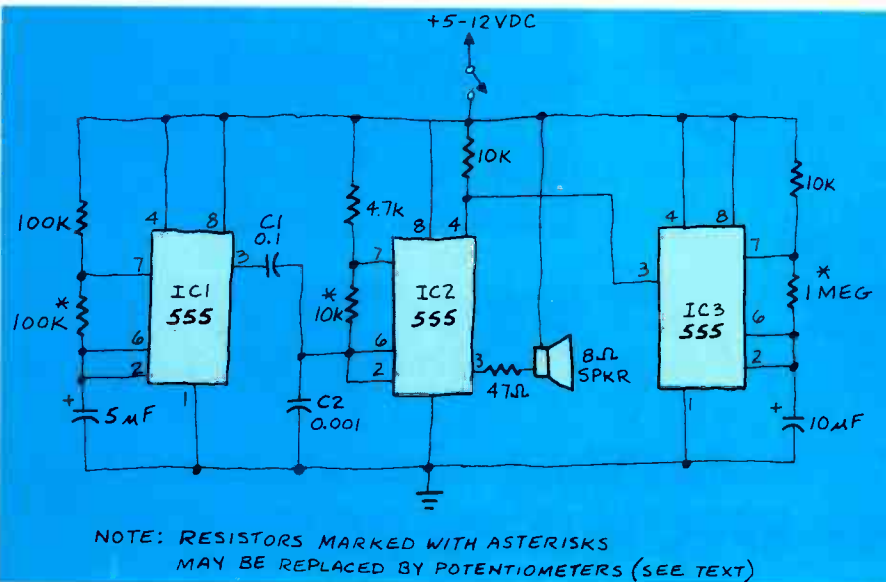 +5-12VDC
100K
4
8
7
*
100K
6
2
+
5µF
IC1
555
3
1
C1
0.1
C2
0.001
4.7K
7
*
10K
6
2
8
4
10K
IC2
555
3
47Ω
8Ω
SPKR
3
4
8
IC3
555
7
6
2
1
10K
*
1 MEG
+
10µF
NOTE: RESISTORS MARKED WITH ASTERISKS
MAY BE REPLACED BY POTENTIOMETERS (SEE TEXT)